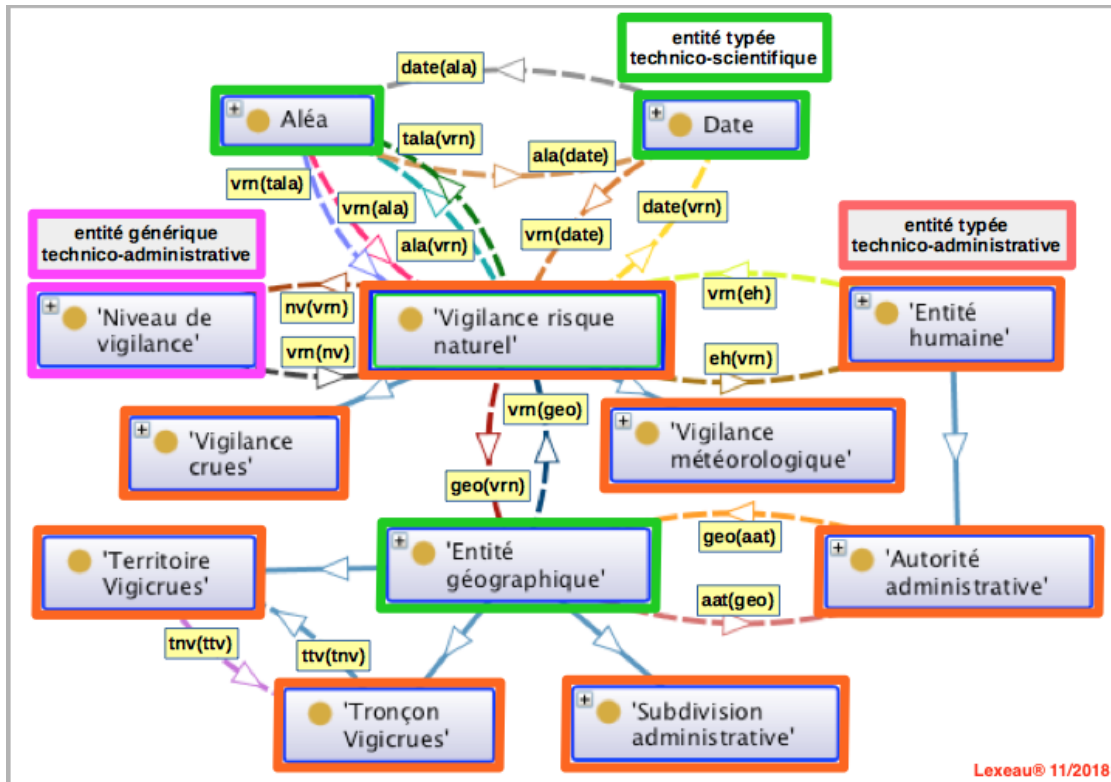 entité typée
technico-scientifique
date(ala)
Aléa
Date
tala(vrn)
ala(date)
vrn(tala)
vrn(ala)
date(vrn)
entité générique
technico-administrative
entité typée
technico-administrative
vrn(date)
ala(vrn)
vrn(eh)
nv(vrn)
'Niveau de
vigilance'
'Vigilance risque
naturel'
'Entité
humaine'
vrn(nv)
eh(vrn)
vrn(geo)
'Vigilance
crues'
'Vigilance
météorologique'
geo(vrn)
geo(aat)
'Territoire
Vigicrues'
'Entité
géographique'
'Autorité
administrative'
aat(geo)
tnv(ttv)
ttv(tnv)
'Tronçon
Vigicrues'
'Subdivision
administrative'
Lexeau® 11/2018